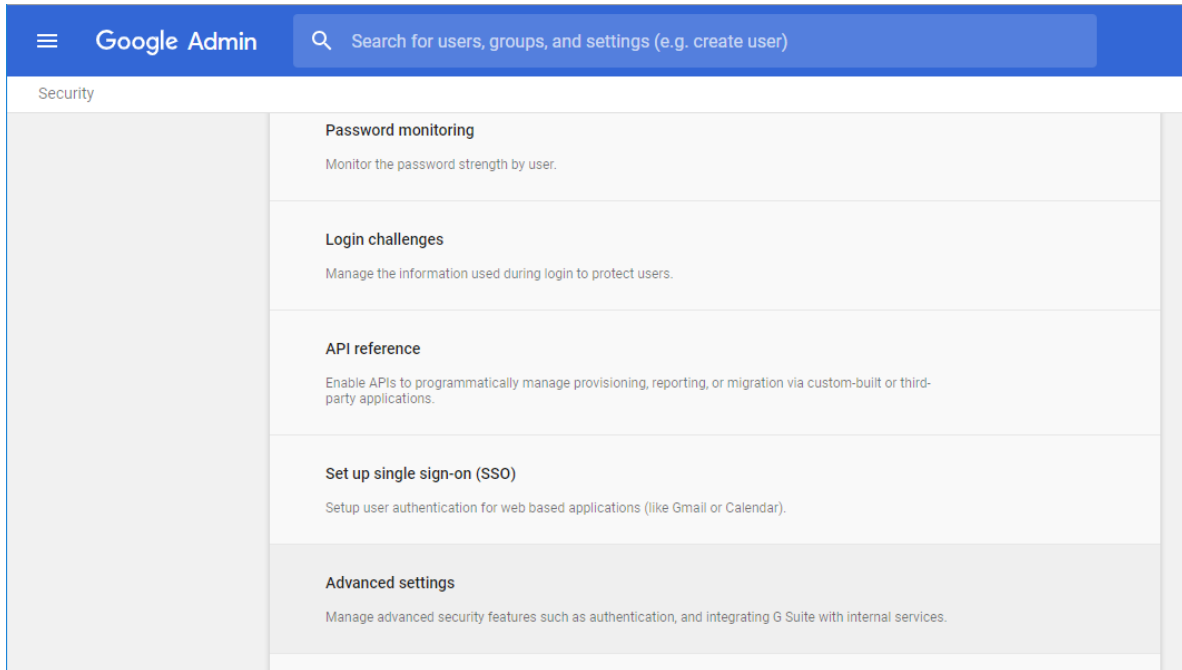 Google Admin
Search for users, groups, and settings (e.g. create user)
Security
Password monitoring
Monitor the password strength by user.
Login challenges
Manage the information used during login to protect users.
API reference
Enable APIs to programmatically manage provisioning, reporting, or migration via custom-built or third-
party applications.
Set up single sign-on (SSO)
Setup user authentication for web based applications (like Gmail or Calendar).
Advanced settings
Manage advanced security features such as authentication, and integrating G Suite with internal services.